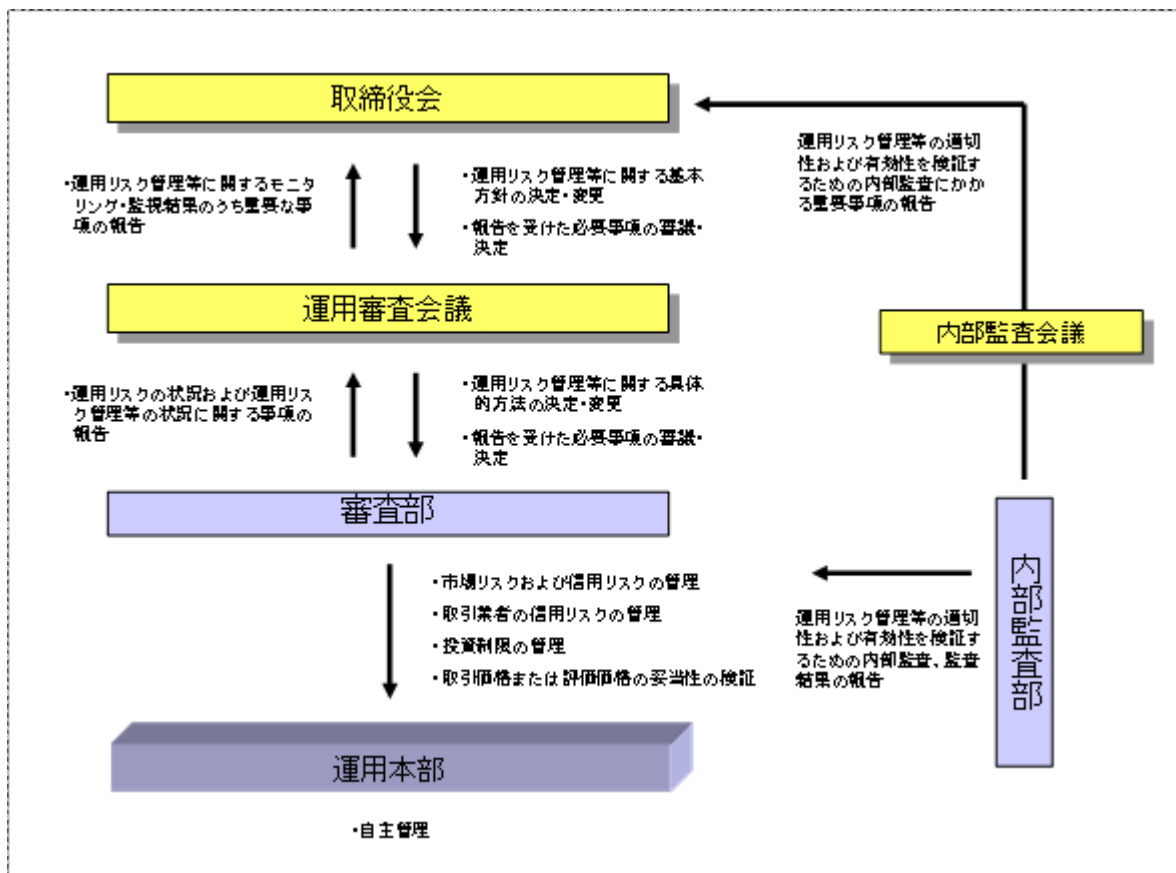 取締役会
・運用リスク管理等に関するモニタ
リング・監視結果のうち重要な事
項の報告
・運用リスク管理等に関する基本
方針の決定・変更
・報告を受けた必要事項の審議・
決定
運用リスク管理等の適切
性および有効性を検証す
るための内部監査にかか
る重要事項の報告
運用審査会議
内部監査会議
・運用リスクの状況および運用リス
ク管理等の状況に関する事項の
報告
・運用リスク管理等に関する具体
的方法の決定・変更
・報告を受けた必要事項の審議・
決定
審査部
内部監査部
・市場リスクおよび信用リスクの管理
・取引業者の信用リスクの管理
・投資制限の管理
・取引価格または評価価格の妥当性の検証
運用リスク管理等の適切
性および有効性を検証す
るための内部監査、監査
結果の報告
運用本部
・自主管理